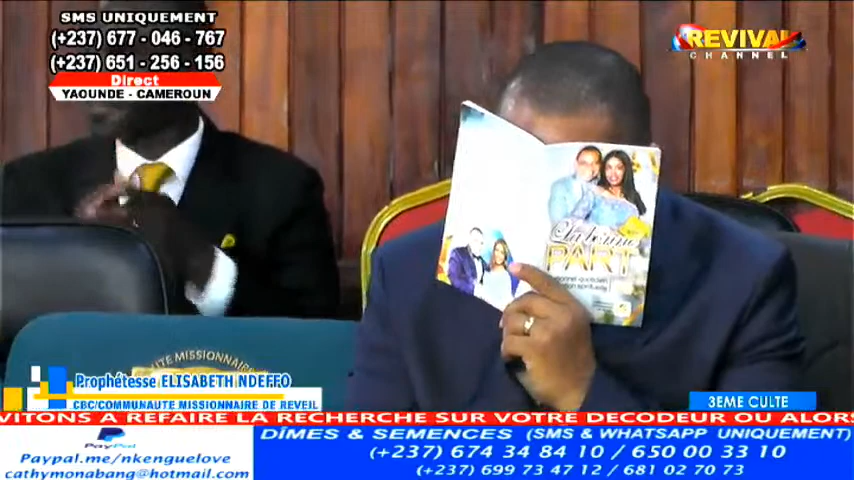 SMS UNIQUEMENT
(+237) 677 - 046 - 767
(+237) 651 - 256 - 156
Direct
YAOUNDE - CAMEROUN
REVIVAL
CHANNEL
La bonne
PART
MISSIONNAIRE
Prophétesse ELISABETH NDEFFO
CBC/COMMUNAUTE MISSIONNAIRE DE REVEIL
3EME CULTE
VITONS A REFAIRE LA RECHERCHE SUR VOTRE DECODEUR OU ALORS
PayPal
Paypal.me/nkenguelove
cathymonabang@hotmail.com
DÎMES & SEMENCES (SMS & WHATSAPP UNIQUEMENT)
(+237) 674 34 84 10 / 650 00 33 10
(+237) 699 73 47 12 / 681 02 70 73